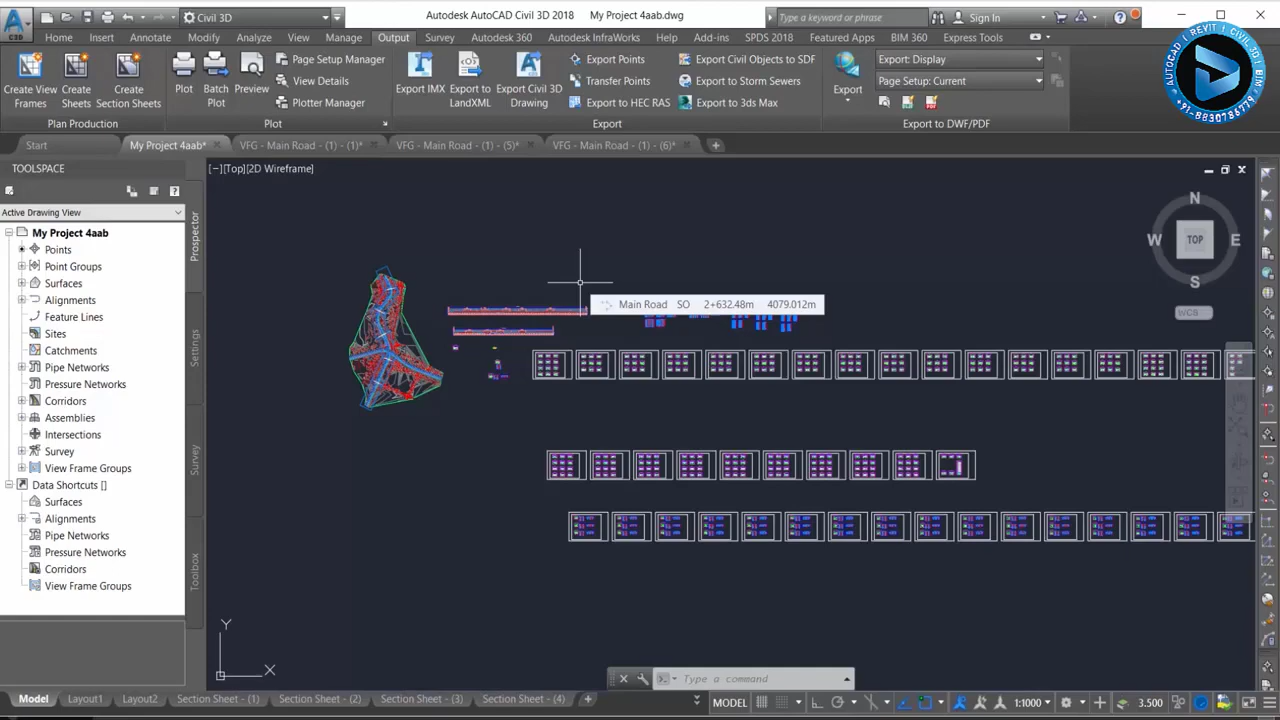 Civil 3D
Autodesk AutoCAD Civil 3D 2018 My Project 4aab.dwg
Type a keyword or phrase
Sign In
Home Insert Annotate Modify Analyze View Manage Output Survey Autodesk 360 Autodesk InfraWorks Help Add-ins SPDS 2018 Featured Apps BIM 360 Express Tools
Create View Frames
Create Sheets
Create Section Sheets
Plan Production
Plot
Batch Plot
Preview
Page Setup Manager
View Details
Plotter Manager
Plot
Export IMX
Export to LandXML
Export Civil 3D Drawing
Export Points
Transfer Points
Export to HEC RAS
Export Civil Objects to SDF
Export to Storm Sewers
Export to 3ds Max
Export
Export
Export: Display
Page Setup: Current
Export to DWF/PDF
AUTOCAD | REVIT | CIVIL 3D
+91-8830786779
Start
My Project 4aab*
VFG - Main Road - (1) - (1)*
VFG - Main Road - (1) - (5)*
VFG - Main Road - (1) - (6)*
TOOLSPACE
Active Drawing View
My Project 4aab
Points
Point Groups
Surfaces
Alignments
Feature Lines
Sites
Catchments
Pipe Networks
Pressure Networks
Corridors
Assemblies
Intersections
Survey
View Frame Groups
Data Shortcuts []
Surfaces
Alignments
Pipe Networks
Pressure Networks
Corridors
View Frame Groups
Prospector
Settings
Survey
Toolbox
[−][Top][2D Wireframe]
N
W TOP E
S
WCS
Main Road SO 2+632.48m 4079.012m
Y
X
Type a command
Model Layout1 Layout2 Section Sheet - (1) Section Sheet - (2) Section Sheet - (3) Section Sheet - (4)
MODEL
1:1000
3.500